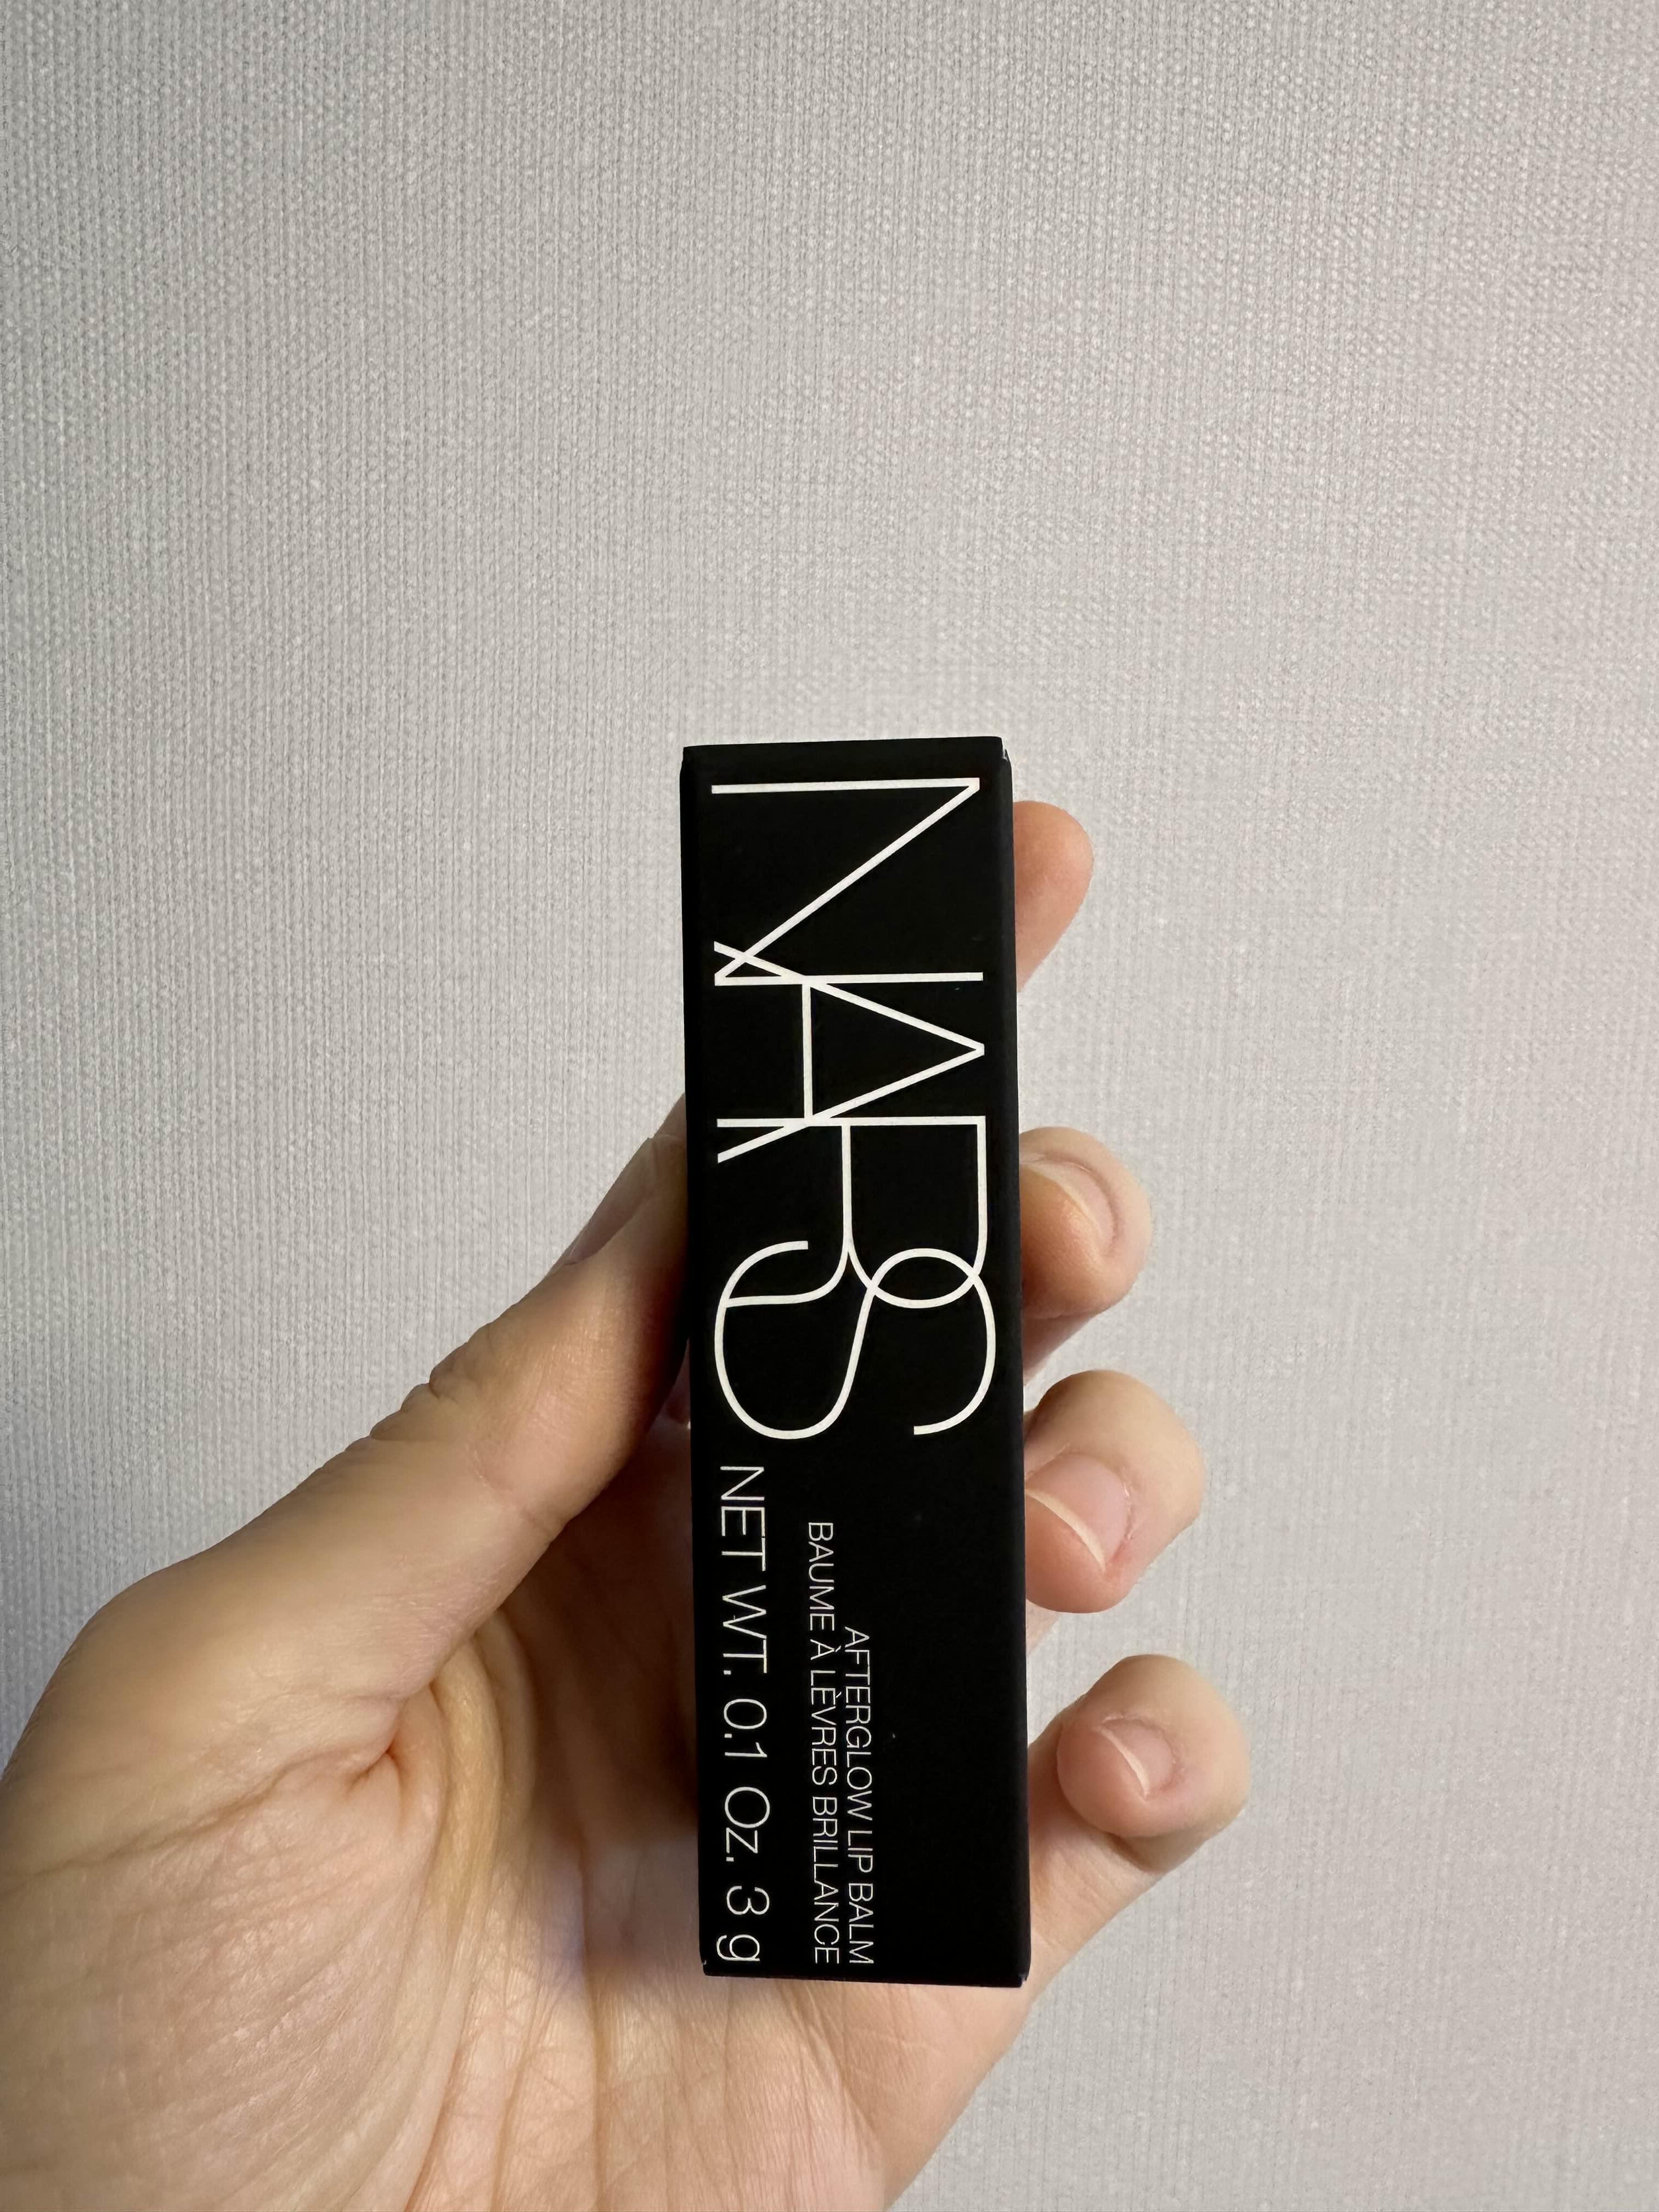 NARS
AFTERGLOW LIP BALM
BAUME À LÈVRES BRILLANCE
NET WT. 0.1 Oz. 3 g